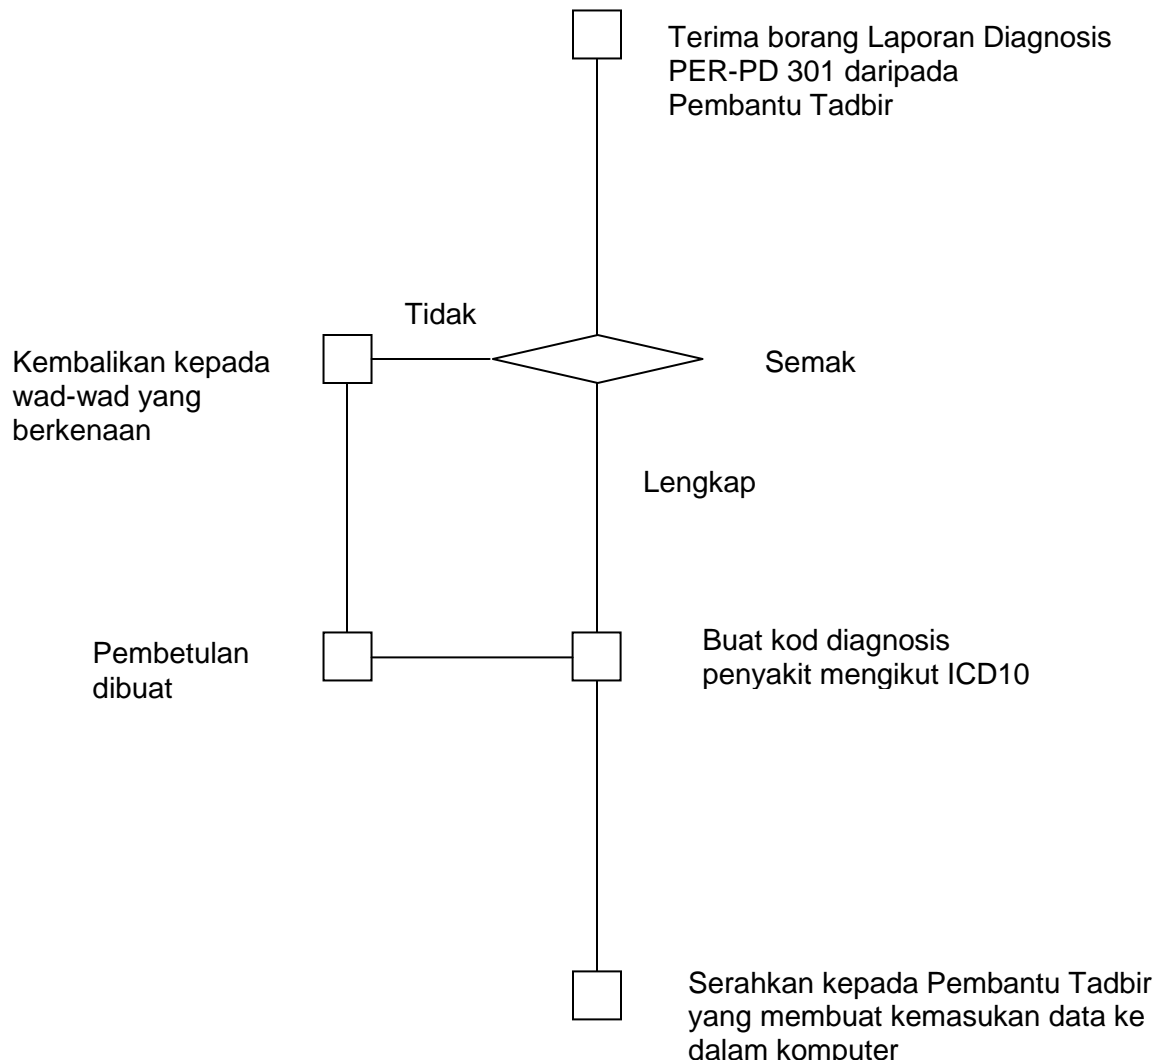 Terima borang Laporan Diagnosis
PER-PD 301 daripada
Pembantu Tadbir
Tidak
Kembalikan kepada
wad-wad yang
berkenaan
Semak
Lengkap
Pembetulan
dibuat
Buat kod diagnosis
penyakit mengikut ICD10
Serahkan kepada Pembantu Tadbir
yang membuat kemasukan data ke
dalam komputer